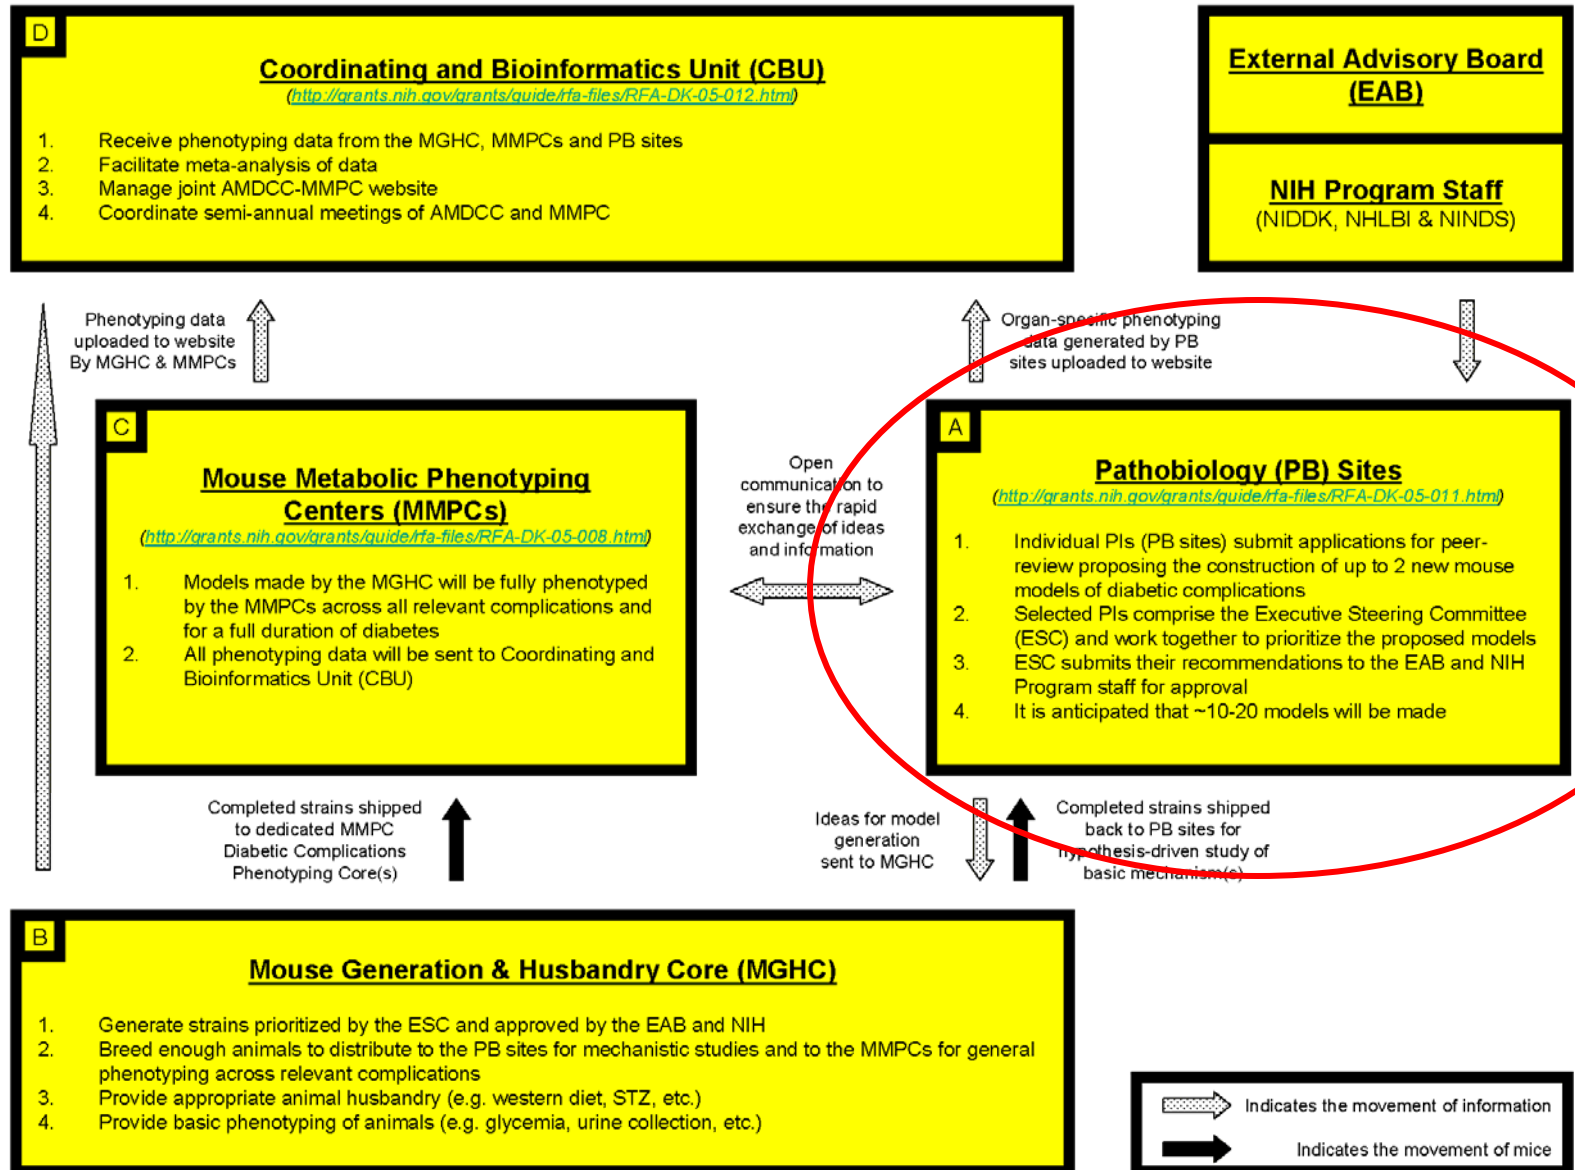 D
Coordinating and Bioinformatics Unit (CBU)
(http://grants.nih.gov/grants/guide/rfa-files/RFA-DK-05-012.html)
1. Receive phenotyping data from the MGHC, MMPCs and PB sites
2. Facilitate meta-analysis of data
3. Manage joint AMDCC-MMPC website
4. Coordinate semi-annual meetings of AMDCC and MMPC
External Advisory Board
(EAB)
NIH Program Staff
(NIDDK, NHLBI & NINDS)
Phenotyping data
uploaded to website
By MGHC & MMPCs
Organ-specific phenotyping
data generated by PB
sites uploaded to website
C
Mouse Metabolic Phenotyping
Centers (MMPCs)
(http://grants.nih.gov/grants/guide/rfa-files/RFA-DK-05-008.html)
1. Models made by the MGHC will be fully phenotyped
by the MMPCs across all relevant complications and
for a full duration of diabetes
2. All phenotyping data will be sent to Coordinating and
Bioinformatics Unit (CBU)
Open
communication to
ensure the rapid
exchange of ideas
and information
A
Pathobiology (PB) Sites
(http://grants.nih.gov/grants/guide/rfa-files/RFA-DK-05-011.html)
1. Individual PIs (PB sites) submit applications for peer-
review proposing the construction of up to 2 new mouse
models of diabetic complications
2. Selected PIs comprise the Executive Steering Committee
(ESC) and work together to prioritize the proposed models
3. ESC submits their recommendations to the EAB and NIH
Program staff for approval
4. It is anticipated that ~10-20 models will be made
Completed strains shipped
to dedicated MMPC
Diabetic Complications
Phenotyping Core(s)
Ideas for model
generation
sent to MGHC
Completed strains shipped
back to PB sites for
hypothesis-driven study of
basic mechanism(s)
B
Mouse Generation & Husbandry Core (MGHC)
1. Generate strains prioritized by the ESC and approved by the EAB and NIH
2. Breed enough animals to distribute to the PB sites for mechanistic studies and to the MMPCs for general
phenotyping across relevant complications
3. Provide appropriate animal husbandry (e.g. western diet, STZ, etc.)
4. Provide basic phenotyping of animals (e.g. glycemia, urine collection, etc.)
Indicates the movement of information
Indicates the movement of mice